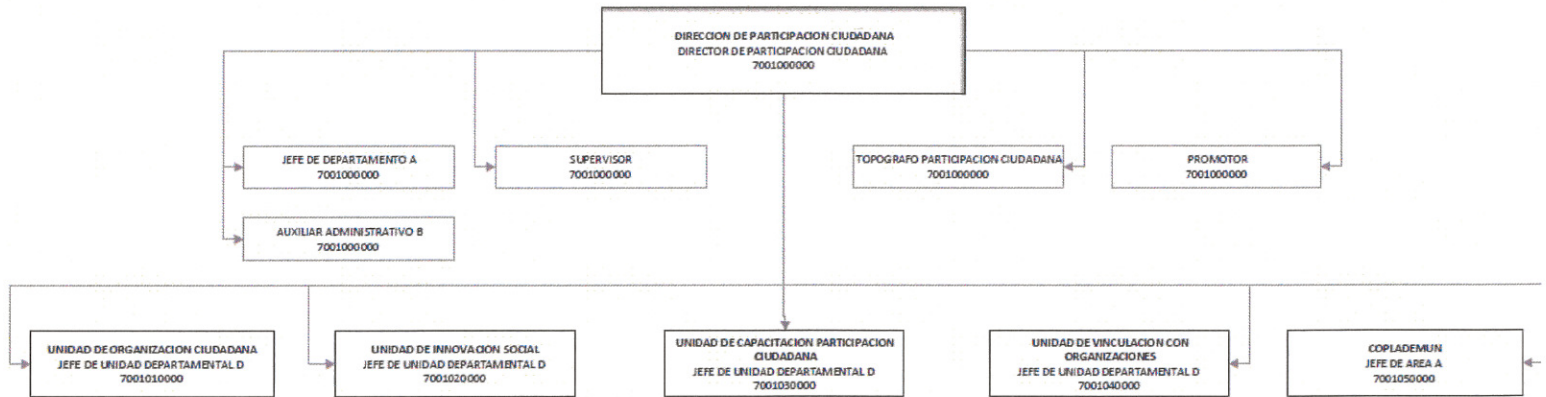 DIRECCION DE PARTICIPACION CIUDADANA
DIRECTOR DE PARTICIPACION CIUDADANA
7001000000
JEFE DE DEPARTAMENTO A
7001000000
SUPERVISOR
7001000000
TOPOGRAFO PARTICIPACION CIUDADANA
7001000000
PROMOTOR
7001000000
AUXILIAR ADMINISTRATIVO B
7001000000
UNIDAD DE ORGANIZACION CIUDADANA
JEFE DE UNIDAD DEPARTAMENTAL D
7001010000
UNIDAD DE INNOVACION SOCIAL
JEFE DE UNIDAD DEPARTAMENTAL D
7001020000
UNIDAD DE CAPACITACION PARTICIPACION
CIUDADANA
JEFE DE UNIDAD DEPARTAMENTAL D
7001030000
UNIDAD DE VINCULACION CON
ORGANIZACIONES
JEFE DE UNIDAD DEPARTAMENTAL D
7001040000
COPLADEMUN
JEFE DE AREA A
7001050000